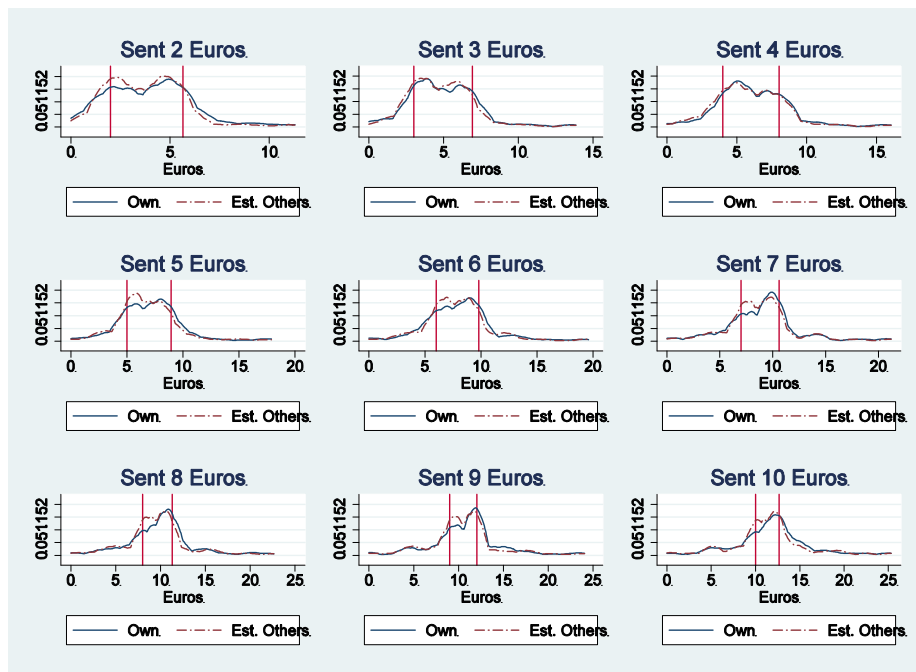 Sent 2 Euros.
Sent 3 Euros.
Sent 4 Euros.
0.051152
0.051152
0.051152
0. 5. 10.
0. 5. 10. 15.
0. 5. 10. 15.
Euros.
Euros.
Euros.
Own. Est. Others.
Own. Est. Others.
Own. Est. Others.
Sent 5 Euros.
Sent 6 Euros.
Sent 7 Euros.
0.051152
0.051152
0.051152
0. 5. 10. 15. 20.
0. 5. 10. 15. 20.
0. 5. 10. 15. 20.
Euros.
Euros.
Euros.
Own. Est. Others.
Own. Est. Others.
Own. Est. Others.
Sent 8 Euros.
Sent 9 Euros.
Sent 10 Euros.
0.051152
0.051152
0.051152
0. 5. 10. 15. 20. 25.
0. 5. 10. 15. 20. 25.
0. 5. 10. 15. 20. 25.
Euros.
Euros.
Euros.
Own. Est. Others.
Own. Est. Others.
Own. Est. Others.